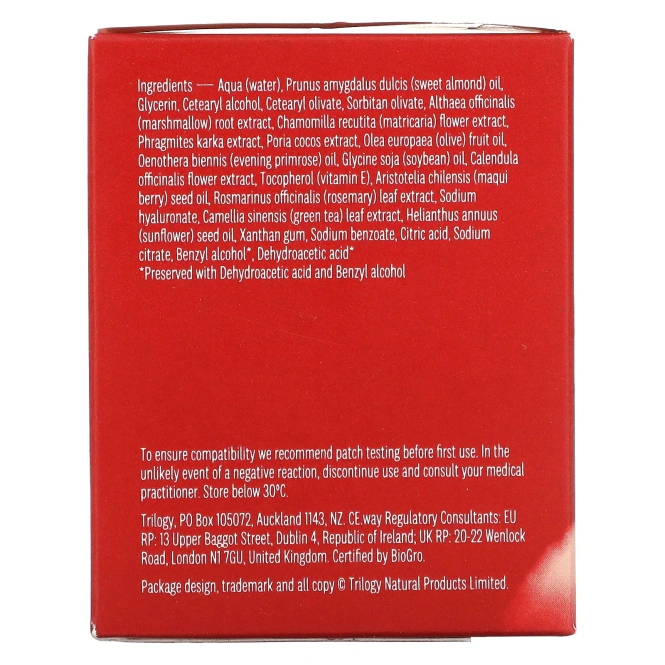 Ingredients — Aqua (water), Prunus amygdalus dulcis (sweet almond) oil,
Glycerin, Cetearyl alcohol, Cetearyl olivate, Sorbitan olivate, Althaea officinalis
(marshmallow) root extract, Chamomilla recutita (matricaria) flower extract,
Phragmites karka extract, Poria cocos extract, Olea europaea (olive) fruit oil,
Oenothera biennis (evening primrose) oil, Glycine soja (soybean) oil, Calendula
officinalis flower extract, Tocopherol (vitamin E), Aristotelia chilensis (maqui
berry) seed oil, Rosmarinus officinalis (rosemary) leaf extract, Sodium
hyaluronate, Camellia sinensis (green tea) leaf extract, Helianthus annuus
(sunflower) seed oil, Xanthan gum, Sodium benzoate, Citric acid, Sodium
citrate, Benzyl alcohol*, Dehydroacetic acid*
*Preserved with Dehydroacetic acid and Benzyl alcohol
To ensure compatibility we recommend patch testing before first use. In the
unlikely event of a negative reaction, discontinue use and consult your medical
practitioner. Store below 30°C.
Trilogy, PO Box 105072, Auckland 1143, NZ. CE.way Regulatory Consultants: EU
RP: 13 Upper Baggot Street, Dublin 4, Republic of Ireland; UK RP: 20-22 Wenlock
Road, London N1 7GU, United Kingdom. Certified by BioGro.
Package design, trademark and all copy © Trilogy Natural Products Limited.